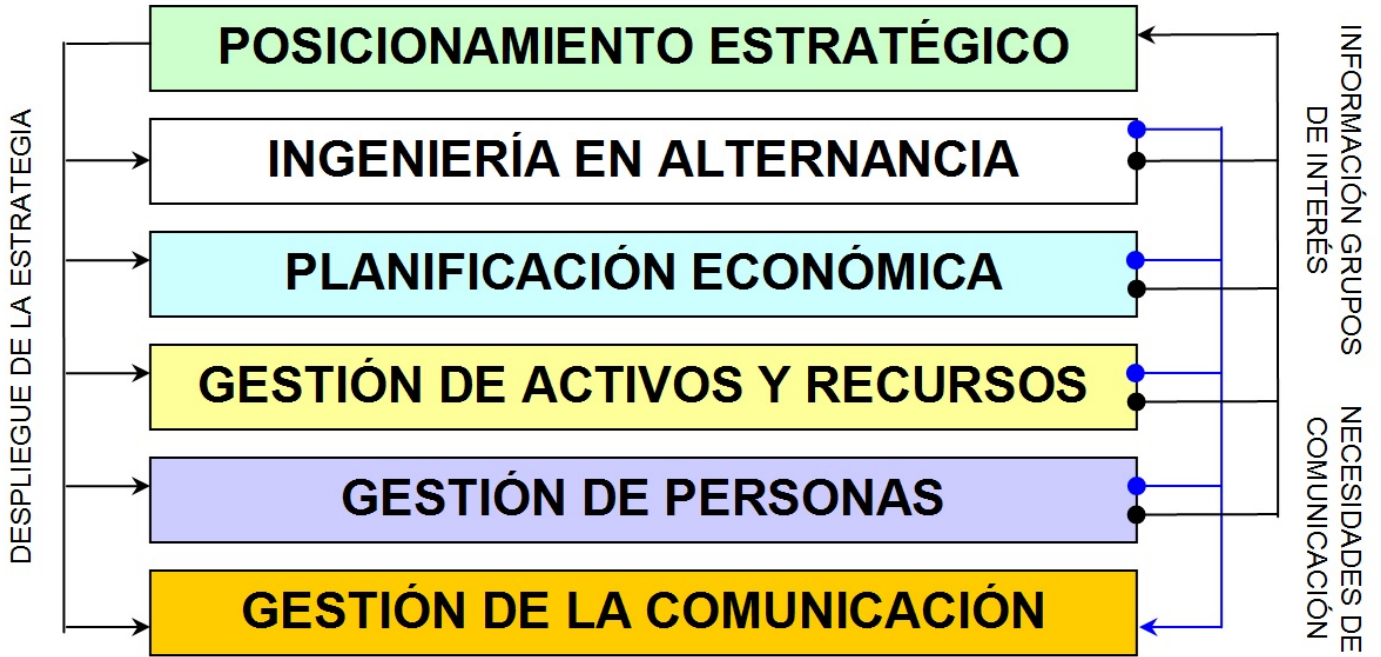 DESPLIEGUE DE LA ESTRATEGIA
POSICIONAMIENTO ESTRATÉGICO
INGENIERÍA EN ALTERNANCIA
PLANIFICACIÓN ECONÓMICA
GESTIÓN DE ACTIVOS Y RECURSOS
GESTIÓN DE PERSONAS
GESTIÓN DE LA COMUNICACIÓN
INFORMACIÓN GRUPOS
DE INTERÉS
NECESIDADES DE
COMUNICACIÓN